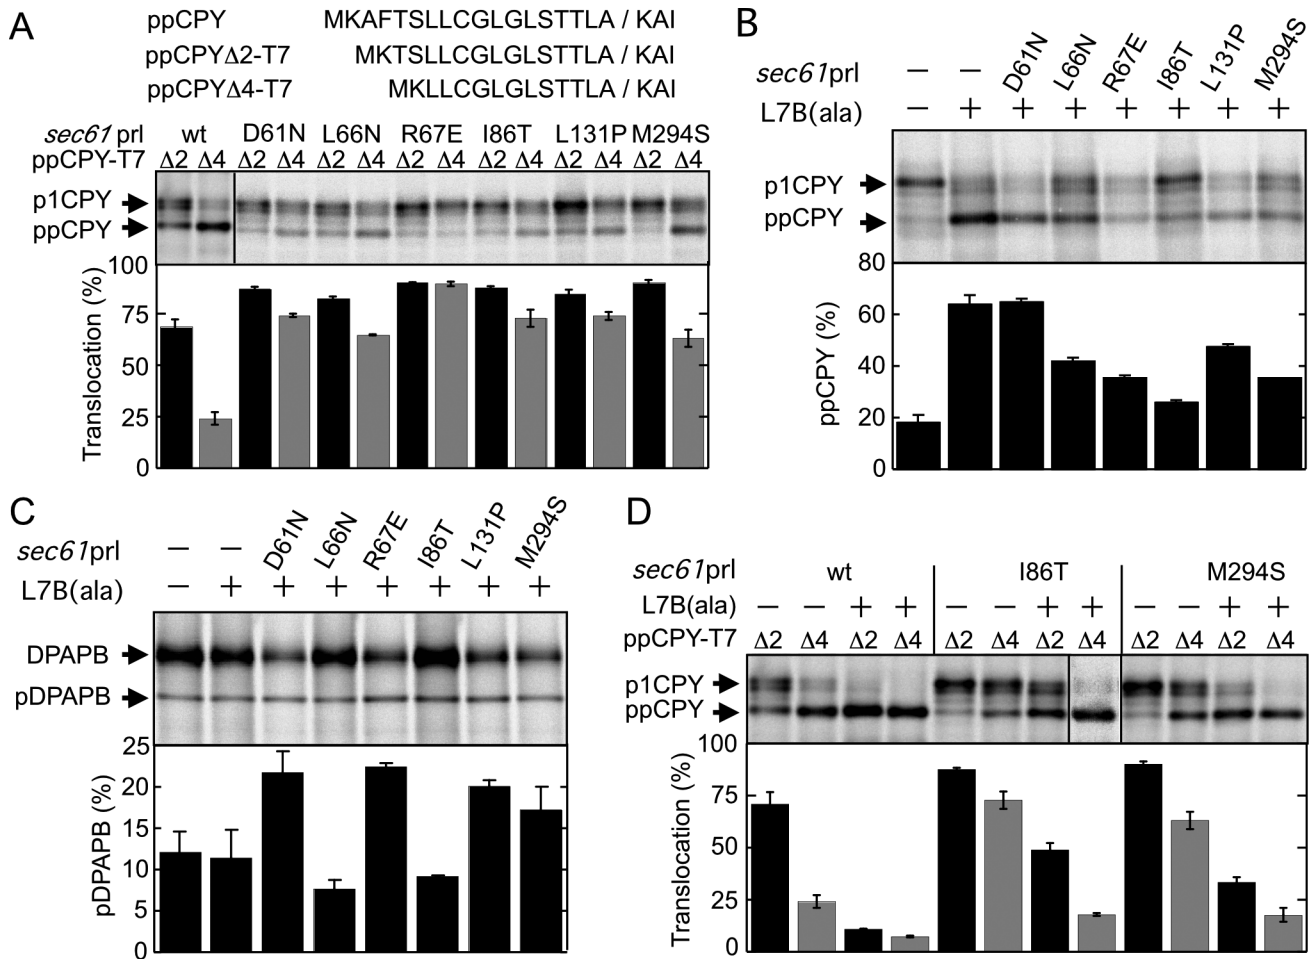 A
ppCPY MKAFTSLLCGLGLSTTLA / KAI
ppCPYΔ2-T7 MKTSLLCGLGLSTTLA / KAI
ppCPYΔ4-T7 MKLLCGLGLSTTLA / KAI
sec61 prl wt D61N L66N R67E I86T L131P M294S
ppCPY-T7 Δ2 Δ4 Δ2 Δ4 Δ2 Δ4 Δ2 Δ4 Δ2 Δ4 Δ2 Δ4 Δ2 Δ4
p1CPY
ppCPY
Translocation (%)
100
75
50
25
0
B
sec61prl – – D61N L66N R67E I86T L131P M294S
L7B(ala) – + + + + + + +
p1CPY
ppCPY
ppCPY (%)
80
60
40
20
0
C
sec61prl – – D61N L66N R67E I86T L131P M294S
L7B(ala) – + + + + + + +
DPAPB
pDPAPB
pDPAPB (%)
25
20
15
10
5
0
D
sec61prl wt I86T M294S
L7B(ala) – – + + – – + + – – + +
ppCPY-T7 Δ2 Δ4 Δ2 Δ4 Δ2 Δ4 Δ2 Δ4 Δ2 Δ4 Δ2 Δ4
p1CPY
ppCPY
Translocation (%)
100
75
50
25
0